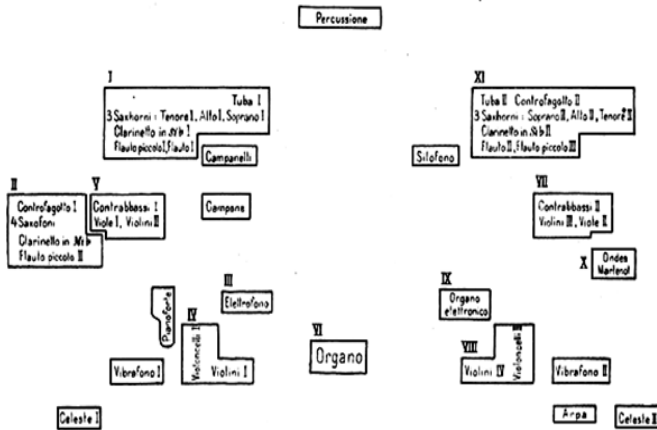 Percussione
I
Tuba I
3 Saxhorni: Tenore I, Alto I, Soprano I
Clarinetto in Mib I
Flauto piccolo I, Flauto I
Campanelli
XI
Tuba II Controfagotto II
3 Saxhorni: Soprano II, Alto II, Tenore II
Clarinetto in Mib II
Flauto II, Flauto piccolo III
Silofono
II
Controfagotto I
4 Saxofoni
Clarinetto in Mib
Flauto piccolo II
V
Contrabbassi I
Viole I, Violini II
Campane
VII
Contrabbassi II
Violini III, Viole II
X
Ondes
Martenot
III
Elettrofono
Pianoforte
IV
Violoncelli I
Violini I
VI
Organo
IX
Organo
elettronico
VIII
Violini IV
Violoncelli II
Vibrafono I
Vibrafono II
Celeste I
Arpa
Celeste II